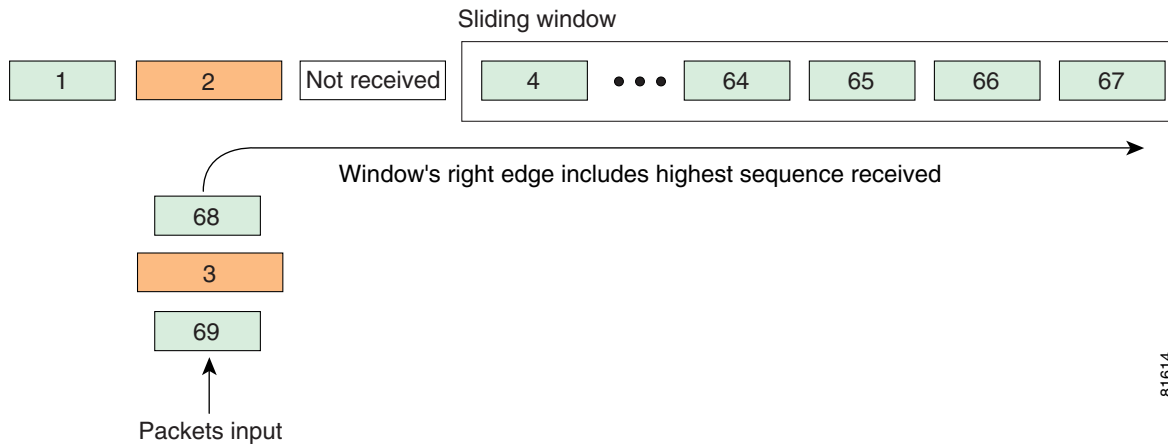 Sliding window
1 2 Not received 4 ••• 64 65 66 67
Window's right edge includes highest sequence received
68
3
69
Packets input
81614